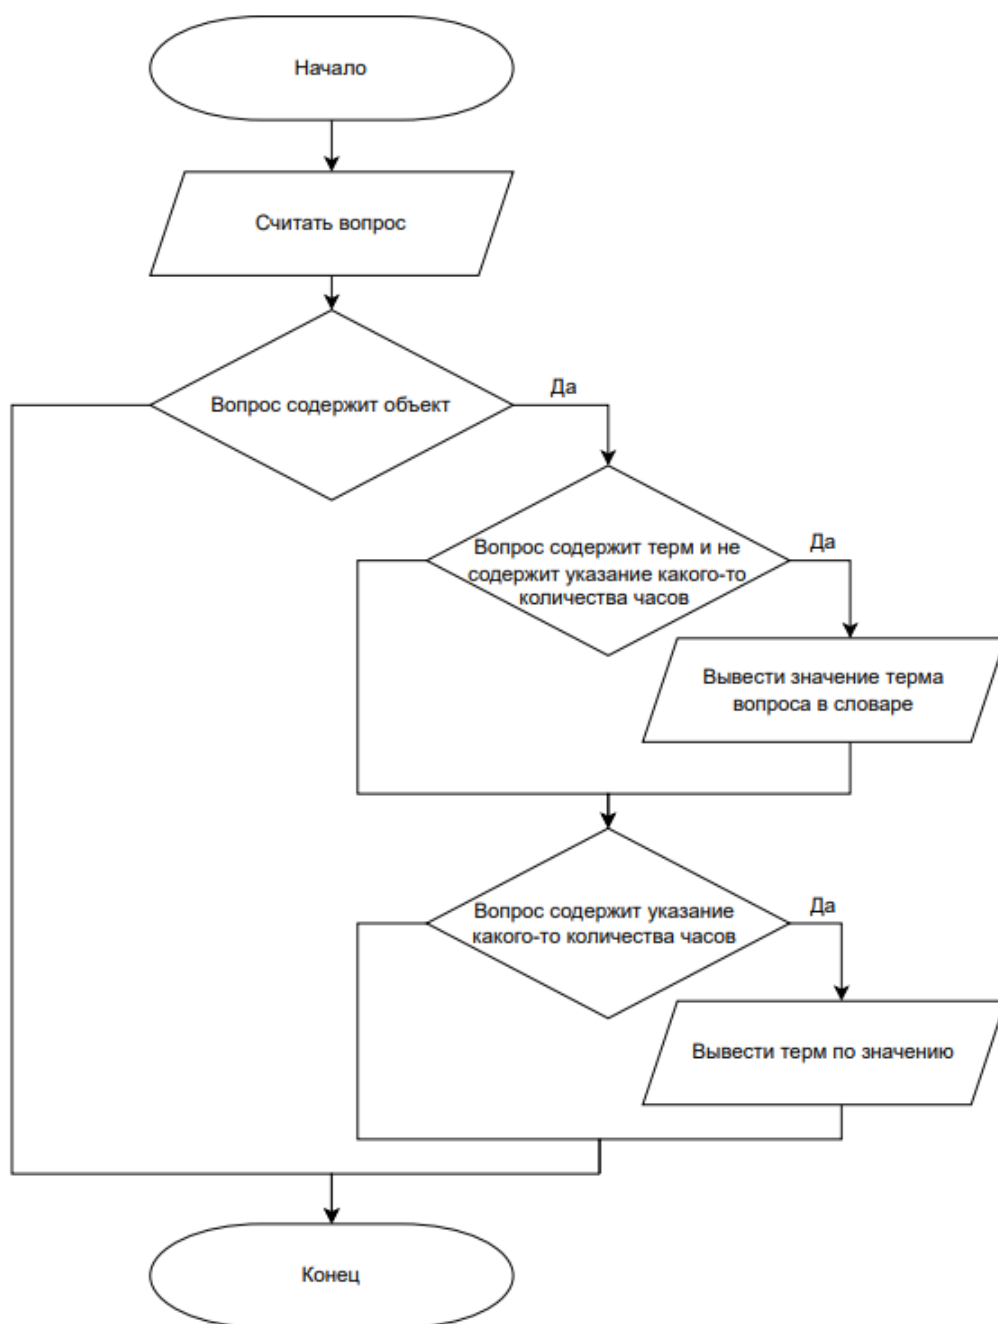 Начало
Считать вопрос
Вопрос содержит объект
Да
Вопрос содержит терм и не
содержит указание какого-то
количества часов
Да
Вывести значение терма
вопроса в словаре
Вопрос содержит указание
какого-то количества часов
Да
Вывести терм по значению
Конец